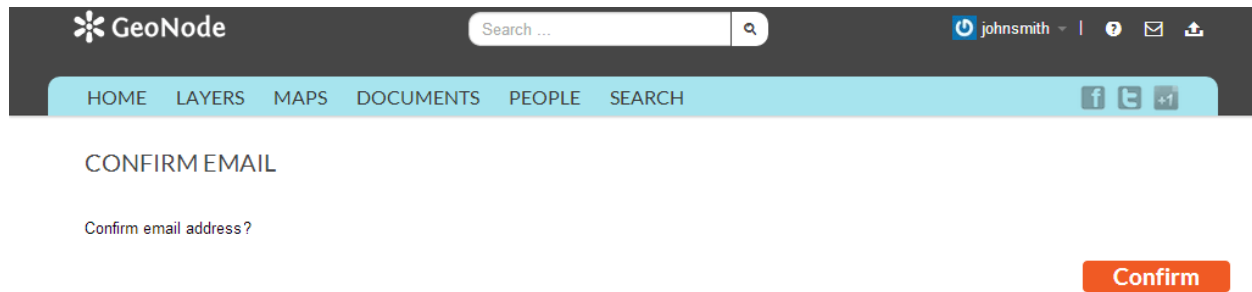 GeoNode Search ... johnsmith |
HOME LAYERS MAPS DOCUMENTS PEOPLE SEARCH f t +1
CONFIRM EMAIL
Confirm email address?
Confirm